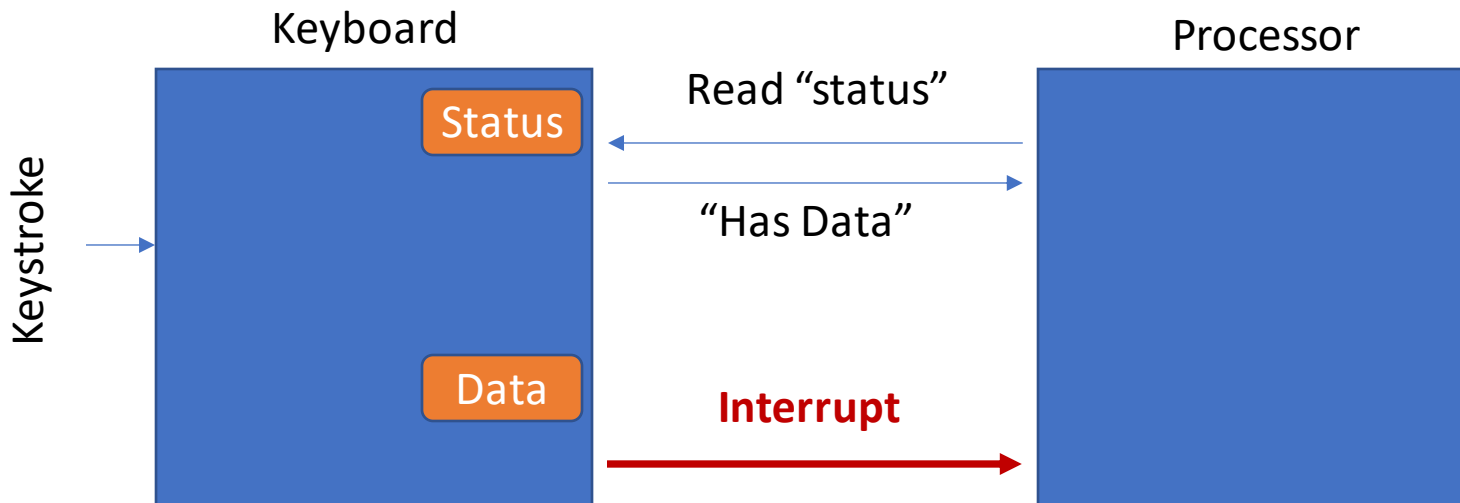 Keyboard
Processor
Status
Read “status”
“Has Data”
Keystroke
Data
Interrupt